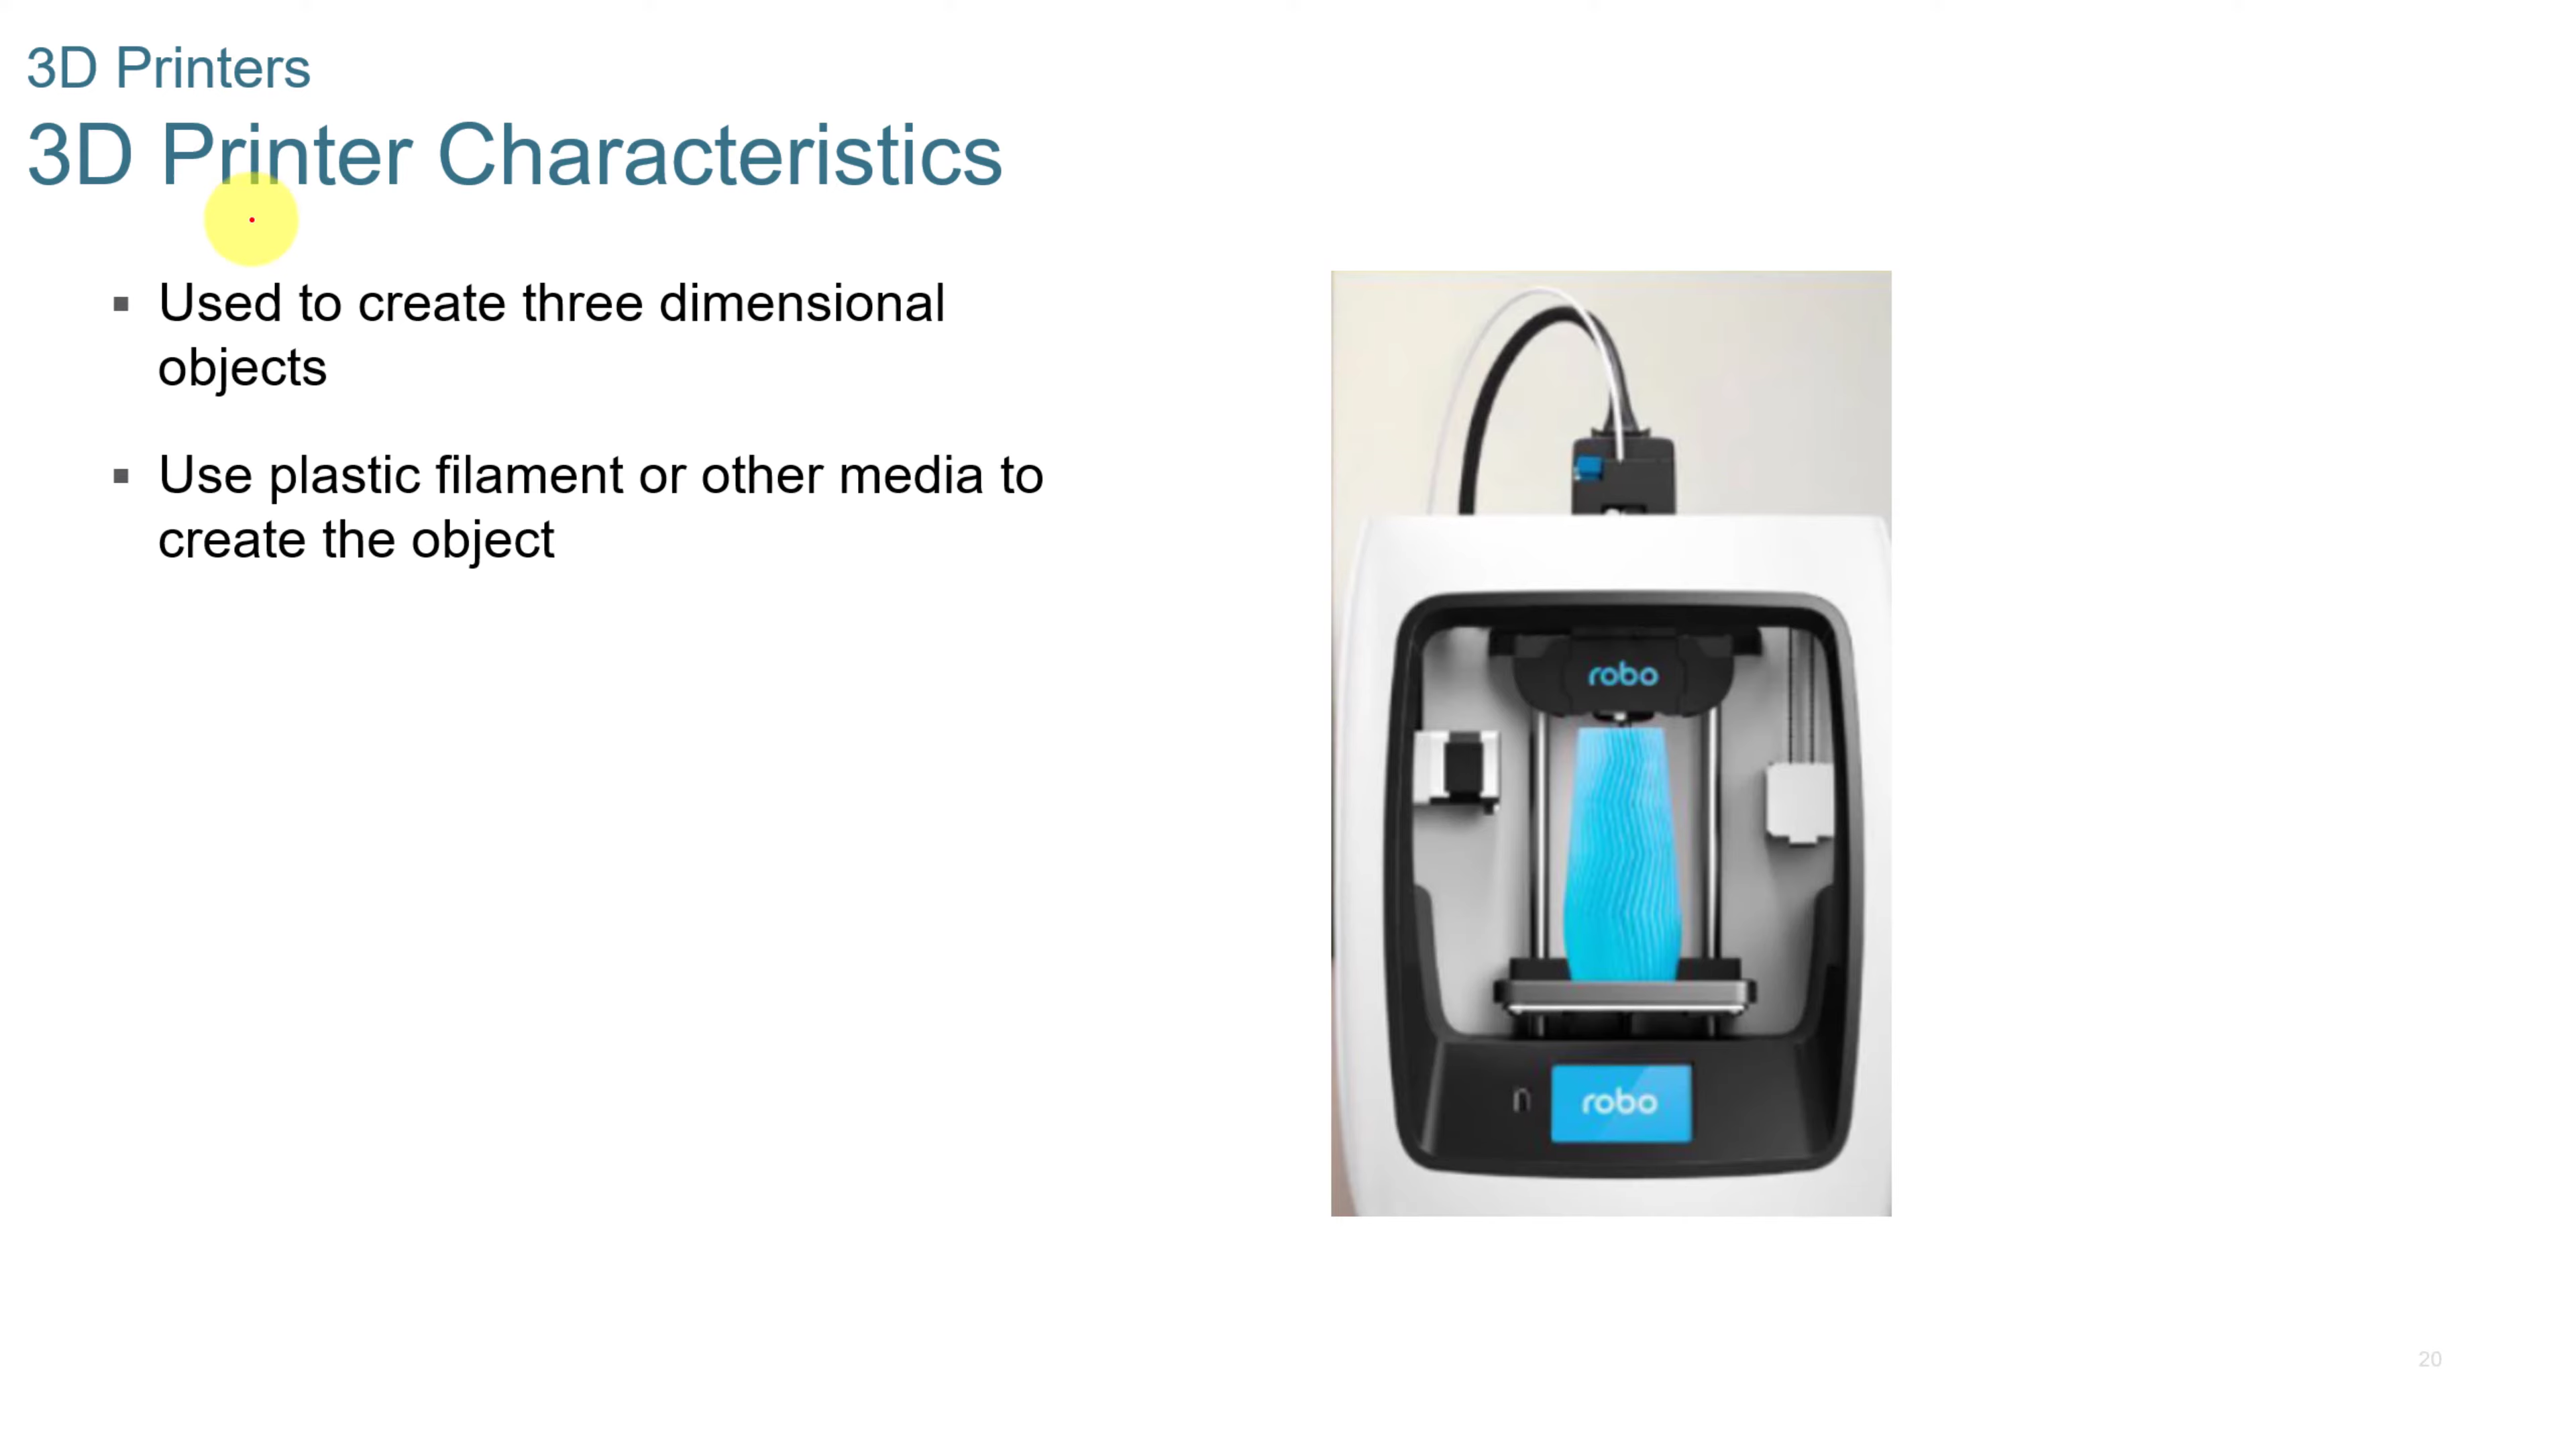 3D Printers
3D Printer Characteristics
▪ Used to create three dimensional
objects
▪ Use plastic filament or other media to
create the object
robo
robo
20